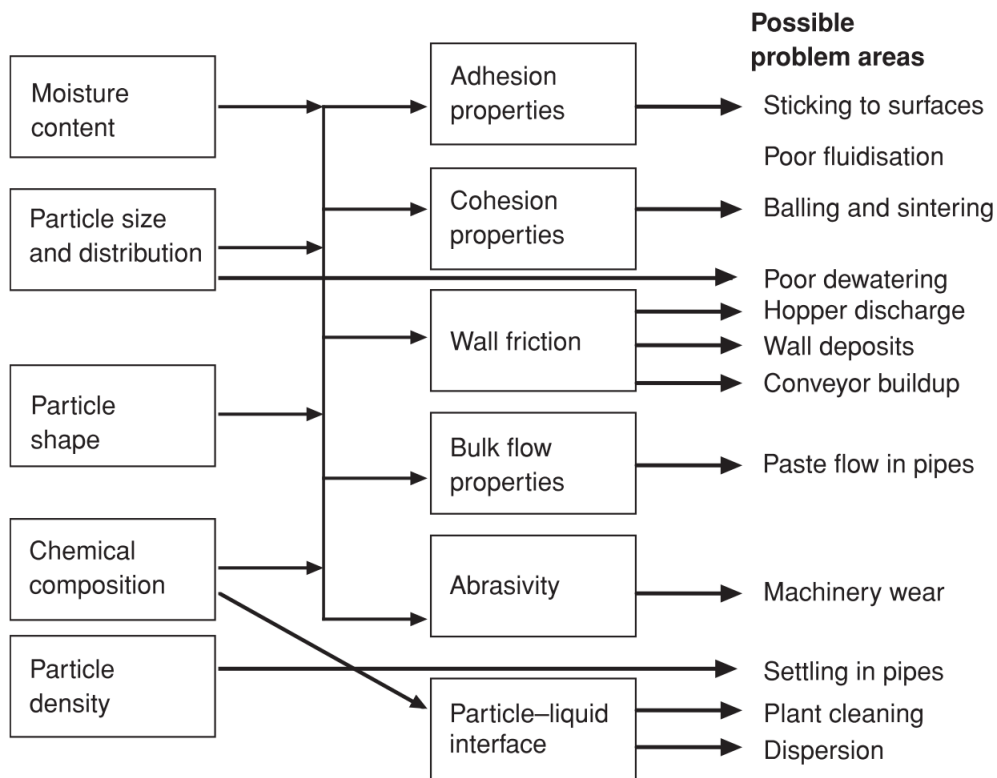 Possible
problem areas
Moisture
content
Particle size
and distribution
Particle
shape
Chemical
composition
Particle
density
Adhesion
properties
Cohesion
properties
Wall friction
Bulk flow
properties
Abrasivity
Particle–liquid
interface
Sticking to surfaces
Poor fluidisation
Balling and sintering
Poor dewatering
Hopper discharge
Wall deposits
Conveyor buildup
Paste flow in pipes
Machinery wear
Settling in pipes
Plant cleaning
Dispersion